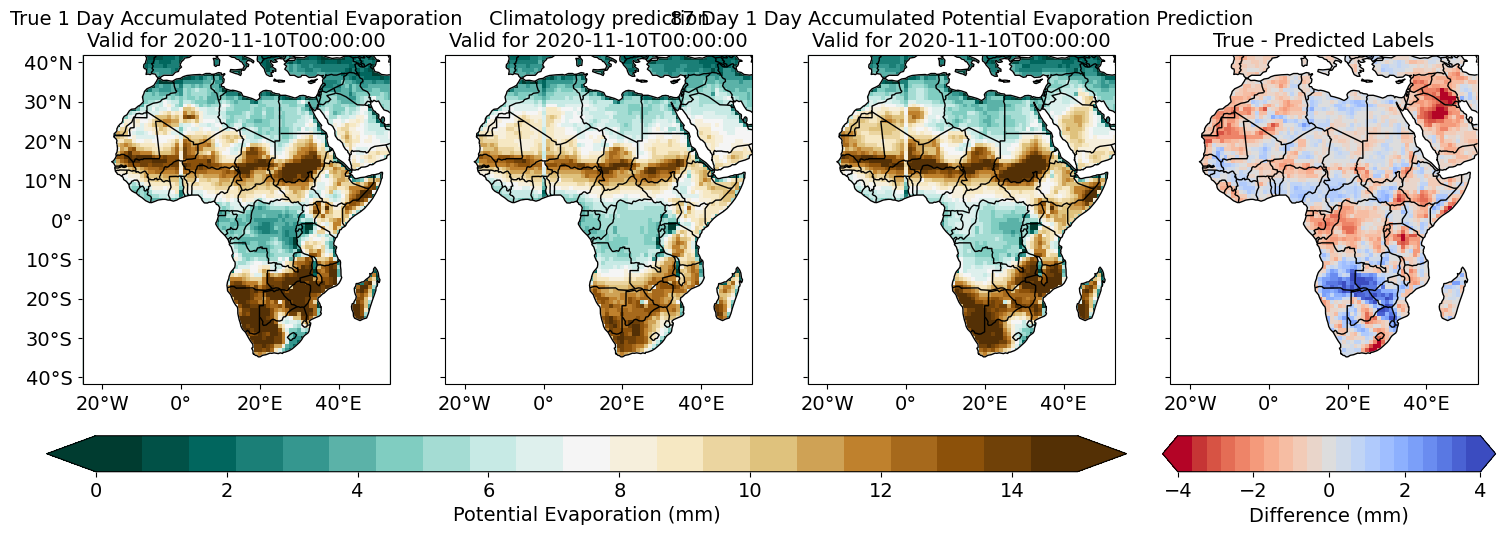 True 1 Day Accumulated Potential Evaporation
Valid for 2020-11-10T00:00:00
Climatology prediction
Valid for 2020-11-10T00:00:00
87 Day 1 Day Accumulated Potential Evaporation Prediction
Valid for 2020-11-10T00:00:00
True - Predicted Labels
40°N
30°N
20°N
10°N
0°
10°S
20°S
30°S
40°S
20°W 0° 20°E 40°E
20°W 0° 20°E 40°E
20°W 0° 20°E 40°E
20°W 0° 20°E 40°E
0 2 4 6 8 10 12 14
Potential Evaporation (mm)
−4 −2 0 2 4
Difference (mm)